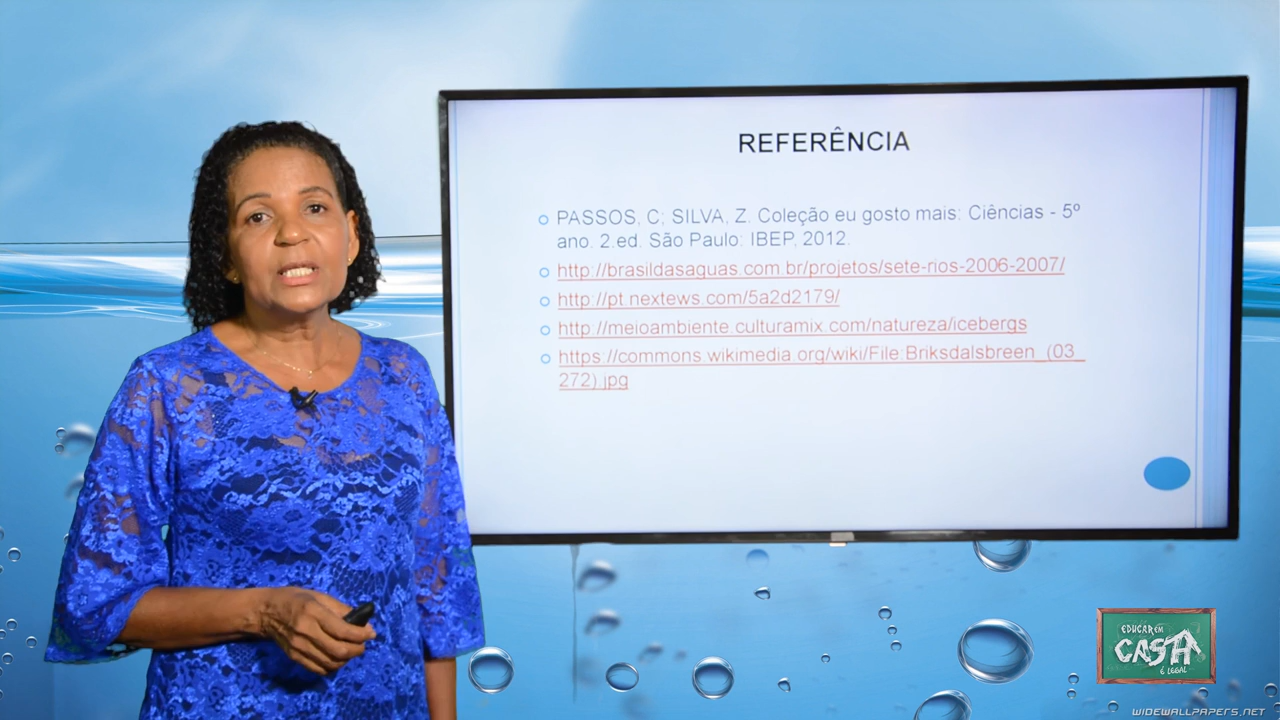 REFERÊNCIA
PASSOS, C; SILVA, Z. Coleção eu gosto mais: Ciências - 5º
ano. 2.ed. São Paulo: IBEP, 2012.
http://brasildasaguas.com.br/projetos/sete-rios-2006-2007/
http://pt.nextews.com/5a2d2179/
http://meioambiente.culturamix.com/natureza/icebergs
https://commons.wikimedia.org/wiki/File:Briksdalsbreen_(03_
272).jpg
EDUCAR EM
CASA
É LEGAL
WIDEWALLPAPERS.NET